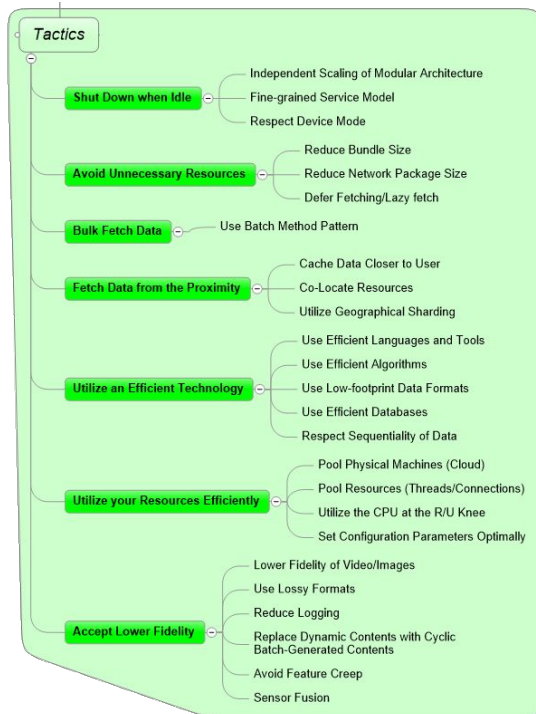 Tactics
Shut Down when Idle
Independent Scaling of Modular Architecture
Fine-grained Service Model
Respect Device Mode
Avoid Unnecessary Resources
Reduce Bundle Size
Reduce Network Package Size
Defer Fetching/Lazy fetch
Bulk Fetch Data
Use Batch Method Pattern
Fetch Data from the Proximity
Cache Data Closer to User
Co-Locate Resources
Utilize Geographical Sharding
Utilize an Efficient Technology
Use Efficient Languages and Tools
Use Efficient Algorithms
Use Low-footprint Data Formats
Use Efficient Databases
Respect Sequentiality of Data
Utilize your Resources Efficiently
Pool Physical Machines (Cloud)
Pool Resources (Threads/Connections)
Utilize the CPU at the R/U Knee
Set Configuration Parameters Optimally
Accept Lower Fidelity
Lower Fidelity of Video/Images
Use Lossy Formats
Reduce Logging
Replace Dynamic Contents with Cyclic
Batch-Generated Contents
Avoid Feature Creep
Sensor Fusion